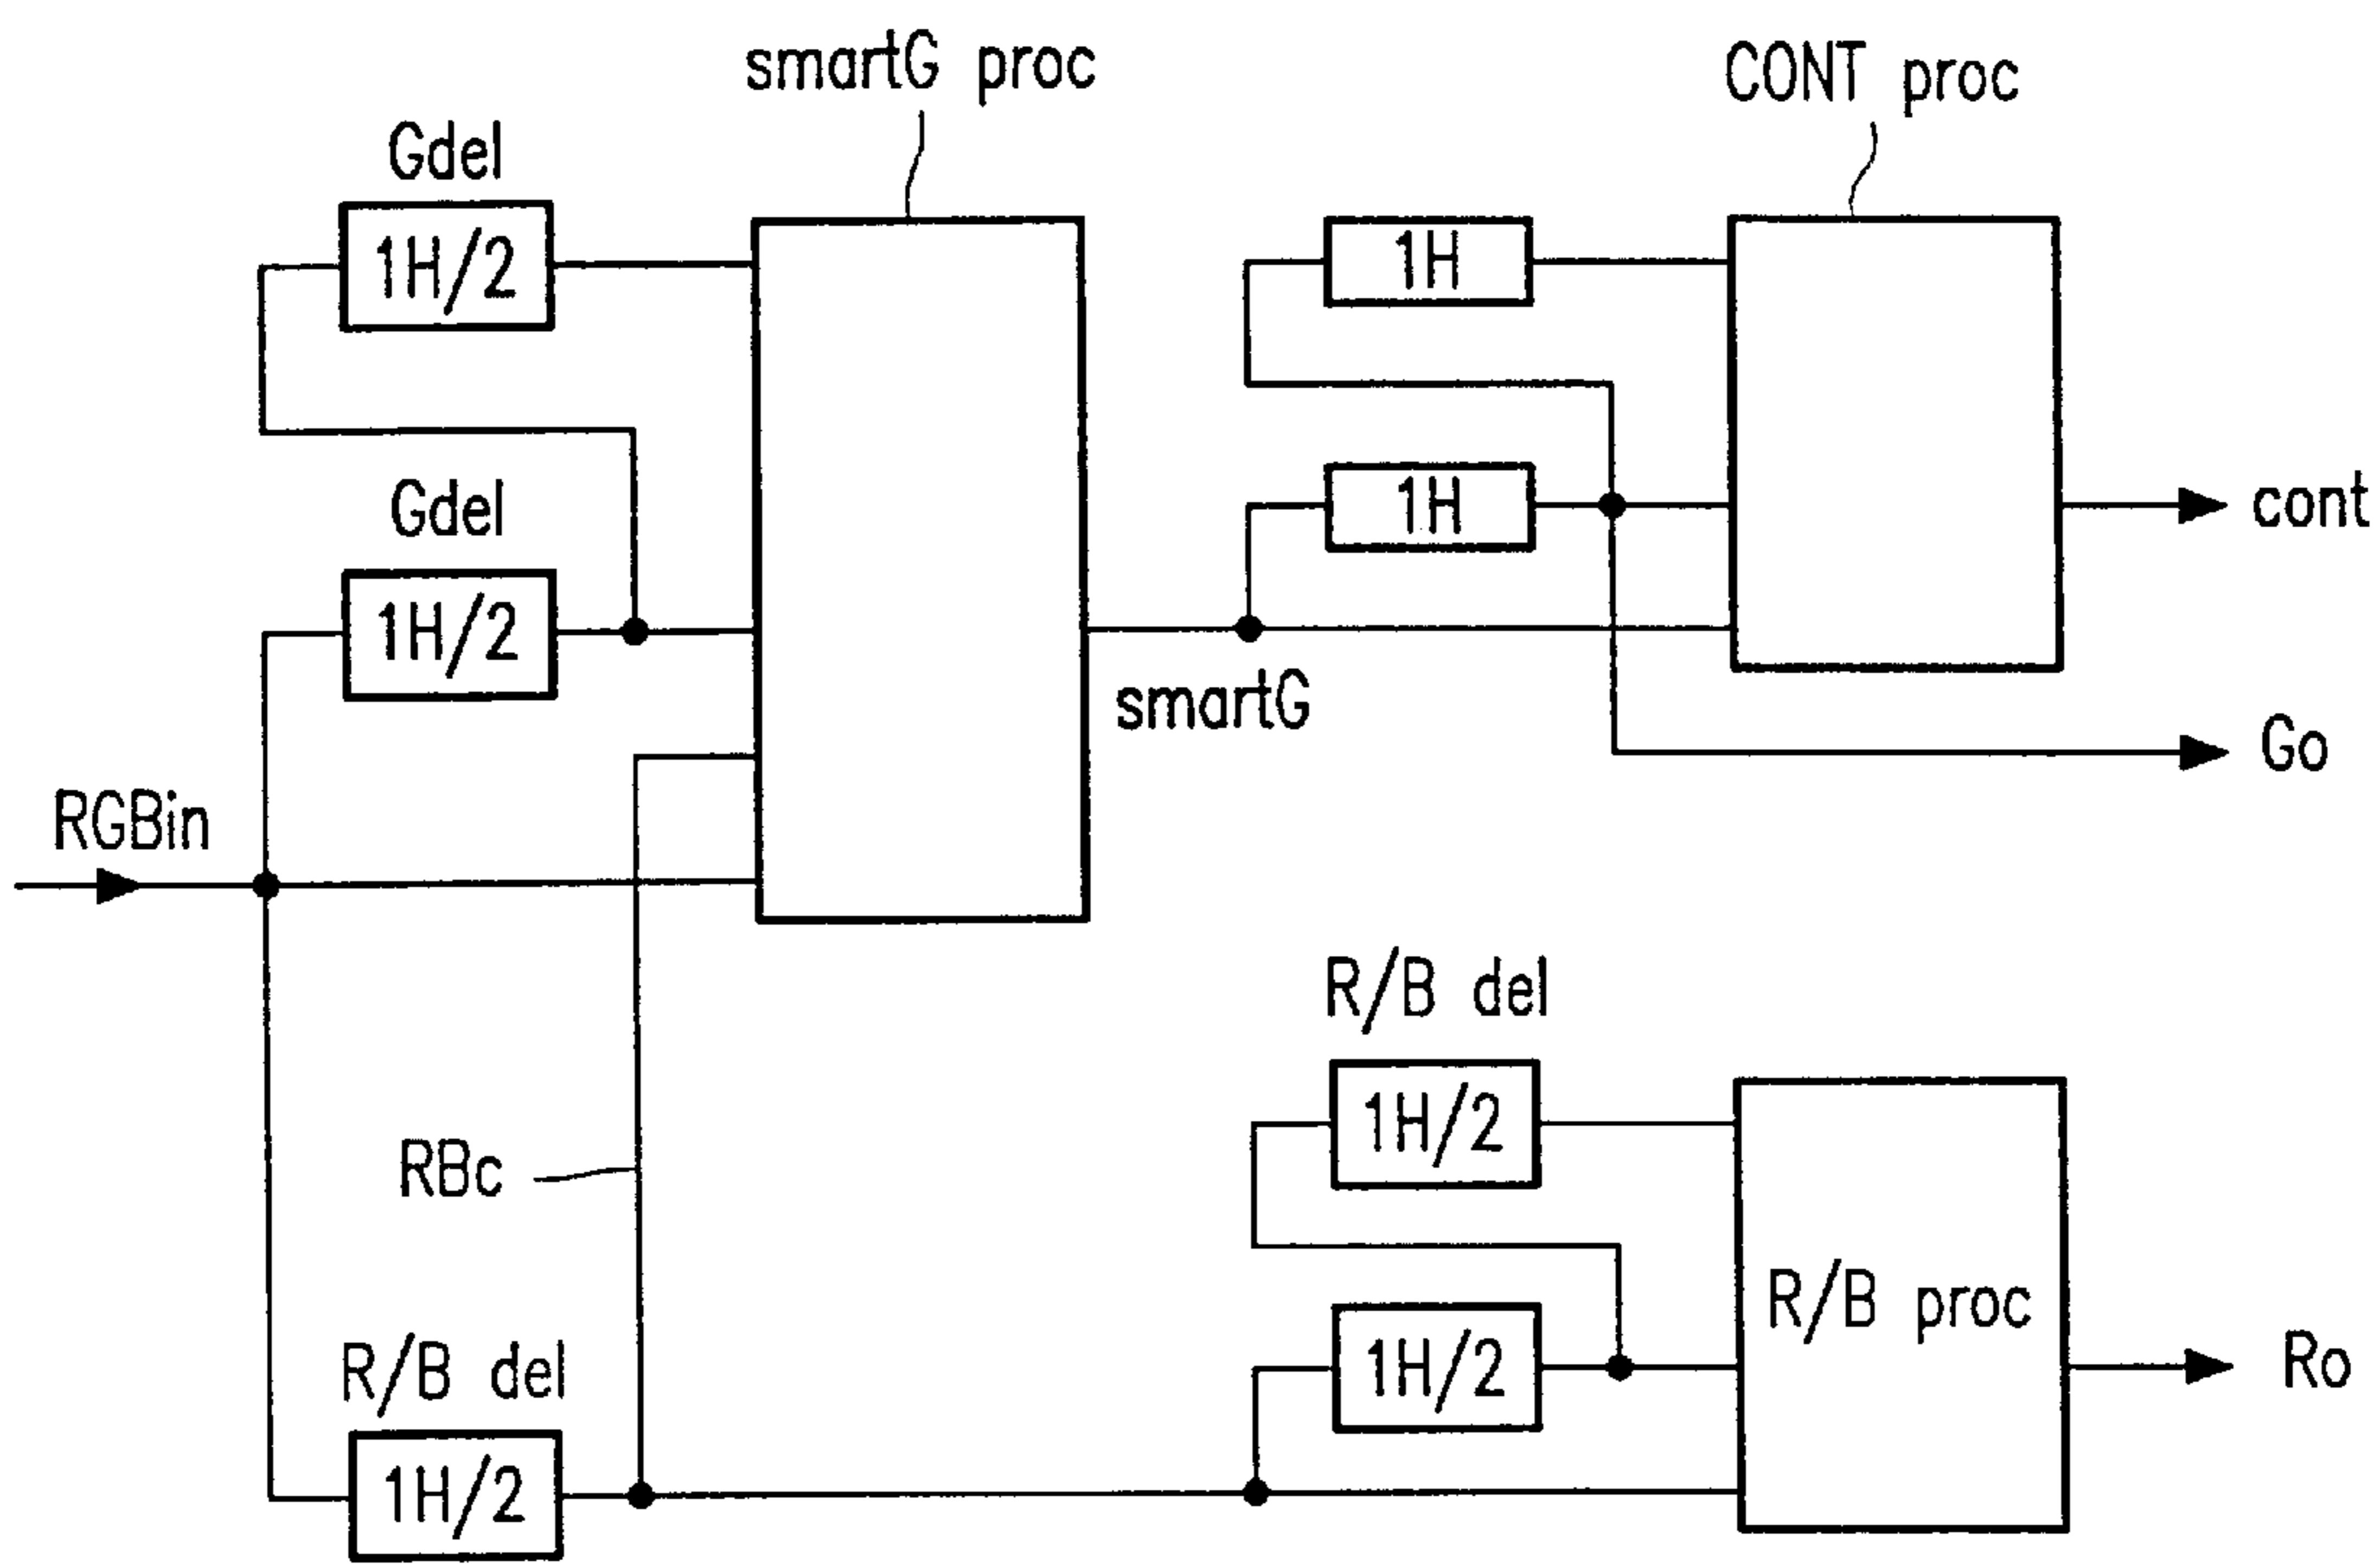 smartG proc
CONT proc
Gdel
1H/2
1H
Gdel
1H/2
1H
cont
smartG
Go
RGBin
R/B del
1H/2
RBc
R/B proc
1H/2
Ro
R/B del
1H/2